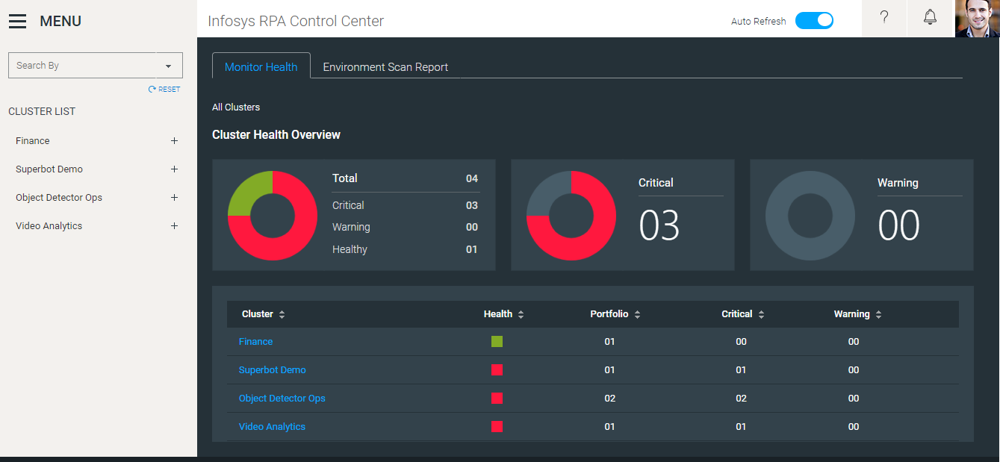 MENU
Infosys RPA Control Center
Auto Refresh
?
Search By
RESET
CLUSTER LIST
Finance +
Superbot Demo +
Object Detector Ops +
Video Analytics +
Monitor Health Environment Scan Report
All Clusters
Cluster Health Overview
Total 04
Critical 03
Warning 00
Healthy 01
Critical
03
Warning
00
Cluster Health Portfolio Critical Warning
Finance 01 00 00
Superbot Demo 01 01 00
Object Detector Ops 02 02 00
Video Analytics 01 01 00